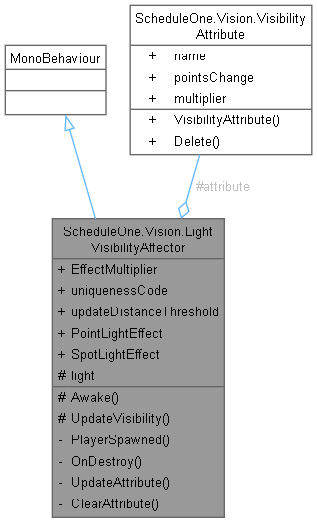 ScheduleOne.Vision.Visibility
Attribute
+ name
+ pointsChange
+ multiplier
+ VisibilityAttribute()
+ Delete()
MonoBehaviour
#attribute
ScheduleOne.Vision.Light
VisibilityAffector
+ EffectMultiplier
+ uniquenessCode
+ updateDistanceThreshold
+ PointLightEffect
+ SpotLightEffect
# light
# Awake()
# UpdateVisibility()
- PlayerSpawned()
- OnDestroy()
- UpdateAttribute()
- ClearAttribute()